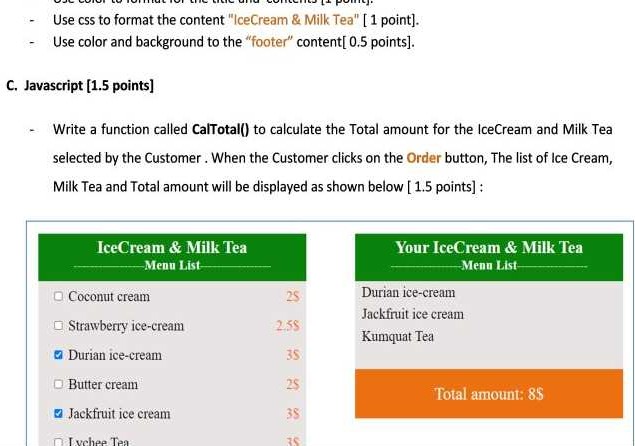 - Use css to format the content "IceCream & Milk Tea" [ 1 point].
- Use color and background to the "footer" content[ 0.5 points].
C. Javascript [1.5 points]
- Write a function called CalTotal() to calculate the Total amount for the IceCream and Milk Tea
selected by the Customer . When the Customer clicks on the Order button, The list of Ice Cream,
Milk Tea and Total amount will be displayed as shown below [ 1.5 points] :
IceCream & Milk Tea
--------------------Menu List--------------------
Coconut cream 2$
Strawberry ice-cream 2.5$
Durian ice-cream 3$
Butter cream 2$
Jackfruit ice cream 3$
Lychee Tea 3$
Your IceCream & Milk Tea
--------------------Menu List--------------------
Durian ice-cream
Jackfruit ice cream
Kumquat Tea
Total amount: 8$